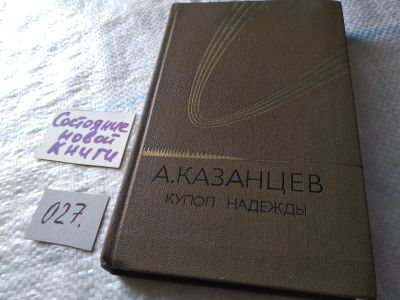 Состояние
новой
книги
027.
А.КАЗАНЦЕВ
КУПОЛ НАДЕЖДЫ